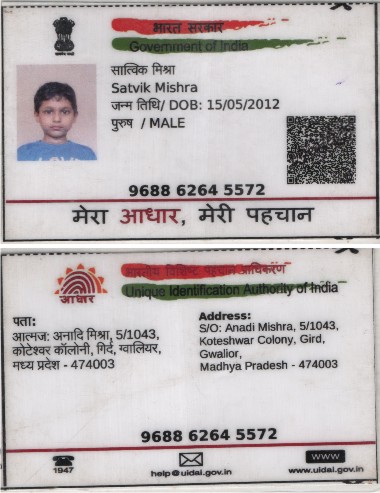 भारत सरकार
Government of India
सात्विक मिश्रा
Satvik Mishra
जन्म तिथि/ DOB: 15/05/2012
पुरुष / MALE
9688 6264 5572
मेरा आधार, मेरी पहचान
भारतीय विशिष्ट पहचान प्राधिकरण
Unique Identification Authority of India
आधार
पता:
आत्मज: अनादि मिश्रा, 5/1043,
कोटेश्वर कॉलोनी, गिर्द, ग्वालियर,
मध्य प्रदेश - 474003
Address:
S/O: Anadi Mishra, 5/1043,
Koteshwar Colony, Gird,
Gwalior,
Madhya Pradesh - 474003
9688 6264 5572
1947
help@uidai.gov.in
www
www.uidai.gov.in